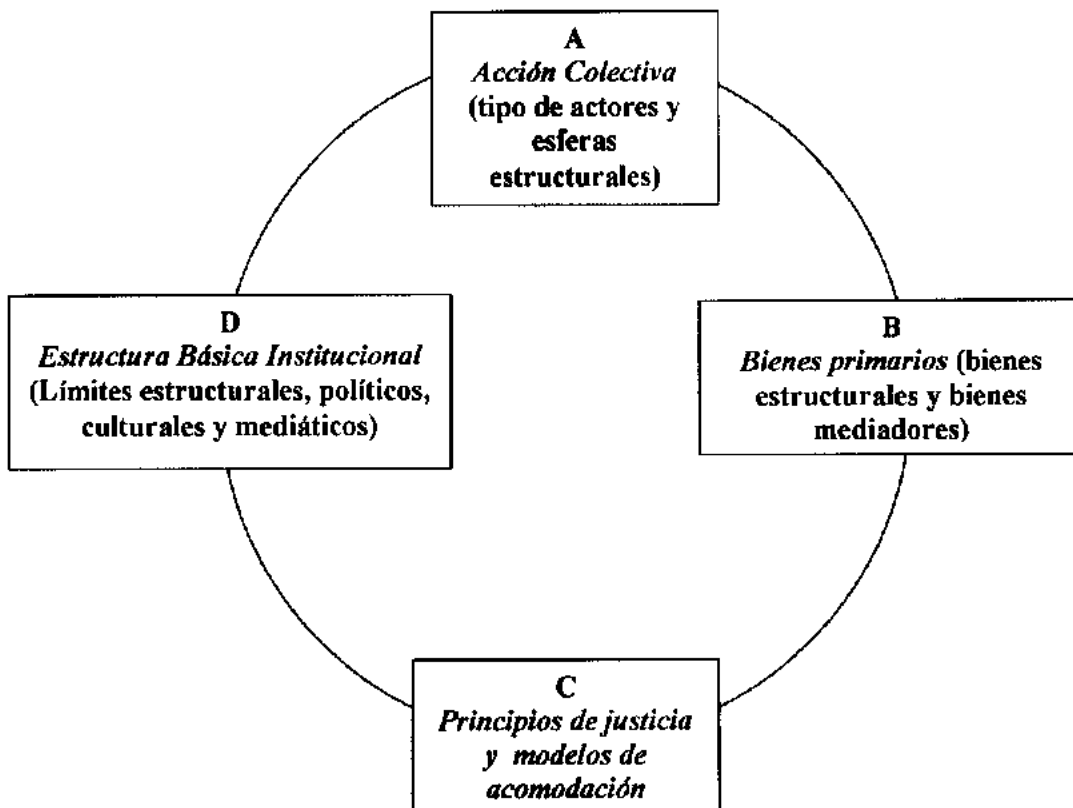 A
Acción Colectiva
(tipo de actores y
esferas
estructurales)
D
Estructura Básica Institucional
(Límites estructurales, políticos,
culturales y mediáticos)
B
Bienes primarios (bienes
estructurales y bienes
mediadores)
C
Principios de justicia
y modelos de
acomodación